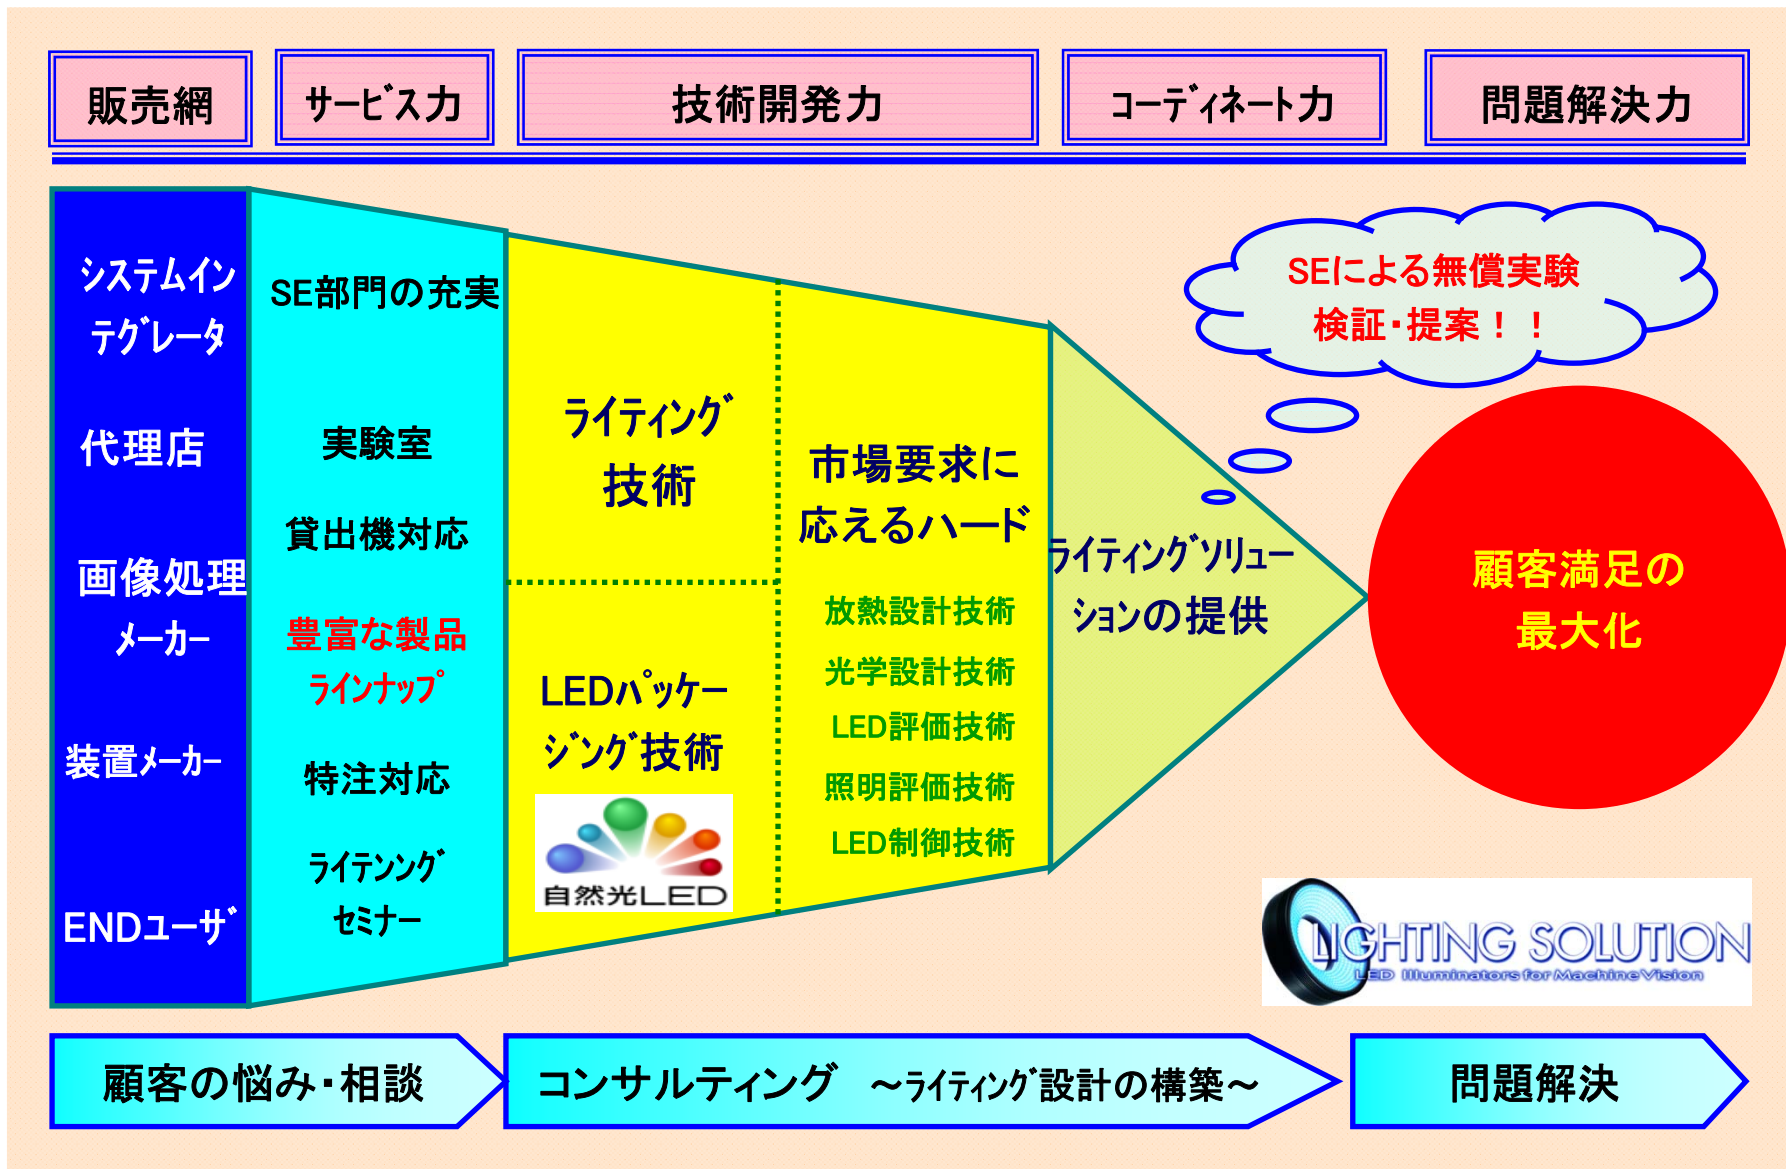 販売網
サービス力
技術開発力
コーディネート力
問題解決力
システムイン
テグレータ
代理店
画像処理
メーカー
装置メーカー
ENDユーザ
SE部門の充実
実験室
貸出機対応
豊富な製品
ラインナップ
特注対応
ライテンング
セミナー
ライティング
技術
LEDパッケー
ジング技術
自然光LED
市場要求に
応えるハード
放熱設計技術
光学設計技術
LED評価技術
照明評価技術
LED制御技術
ライティングソリュー
ションの提供
SEによる無償実験
検証・提案！！
顧客満足の
最大化
LIGHTING SOLUTION
LED Illuminators for Machine Vision
顧客の悩み・相談
コンサルティング　～ライティング設計の構築～
問題解決